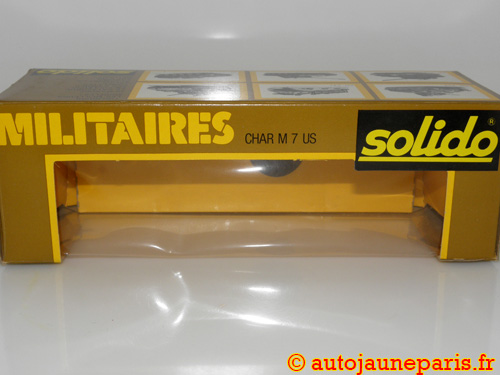 MILITAIRES CHAR M 7 US solido ®
© autojauneparis.fr